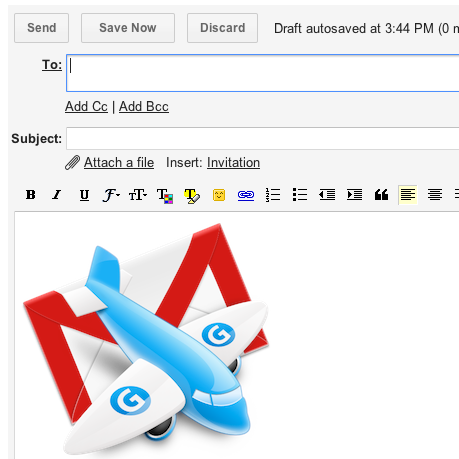 Send Save Now Discard Draft autosaved at 3:44 PM (0 m
To:
Add Cc | Add Bcc
Subject:
Attach a file Insert: Invitation
B I U F TT T T
G
G